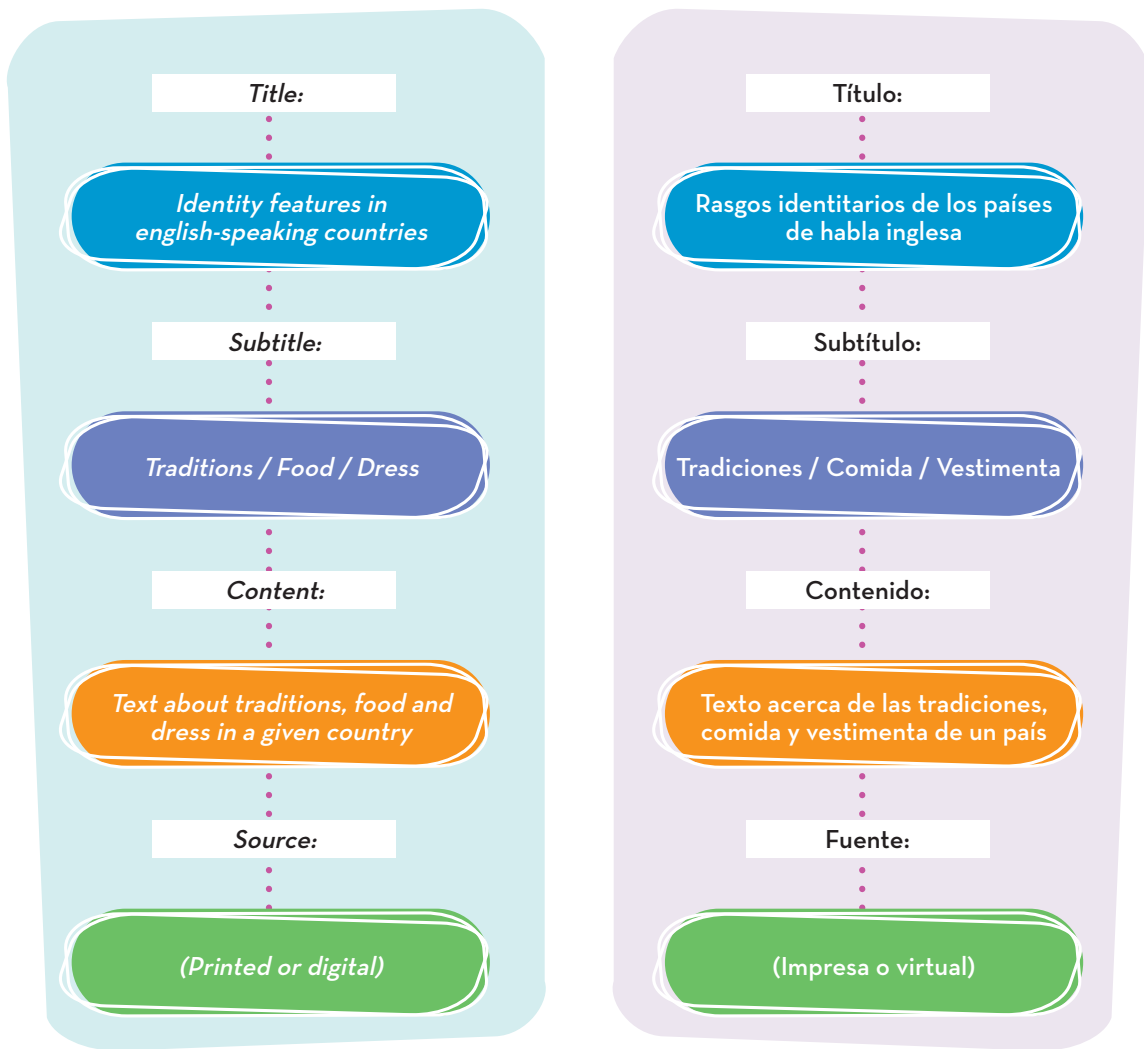 Title:
Identity features in
english-speaking countries
Subtitle:
Traditions / Food / Dress
Content:
Text about traditions, food and
dress in a given country
Source:
(Printed or digital)
Título:
Rasgos identitarios de los países
de habla inglesa
Subtítulo:
Tradiciones / Comida / Vestimenta
Contenido:
Texto acerca de las tradiciones,
comida y vestimenta de un país
Fuente:
(Impresa o virtual)